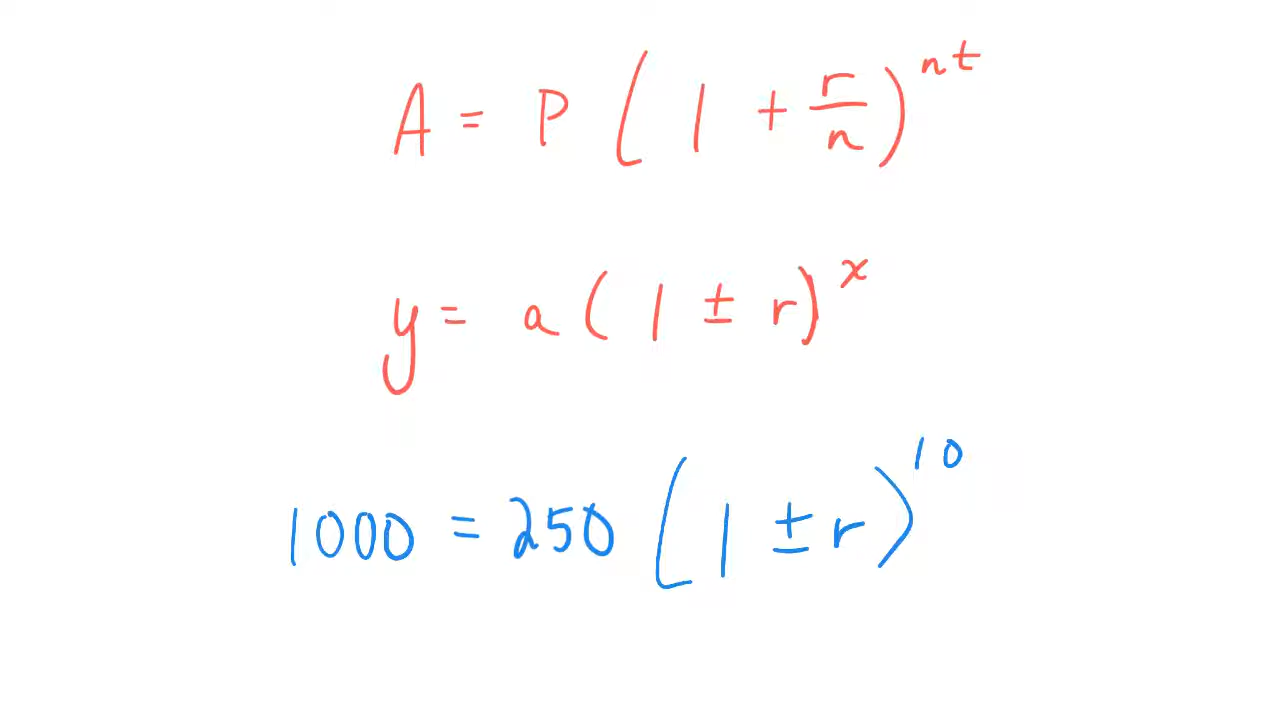 A = P ( 1 + r/n )^nt
y = a ( 1 ± r )^x
1000 = 250 ( 1 ± r )^10